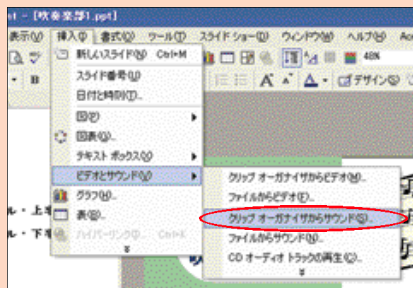 nt - [吹奏楽部1.ppt]
表示(V) 挿入(I) 書式(O) ツール(T) スライド ショー(D) ウィンドウ(W) ヘルプ(H)
新しいスライド(N) Ctrl+M
48%
スライド番号(U)
B
デザイン(S)
日付と時刻(T)...
図(P)
図表(G)...
テキスト ボックス(X)
ビデオとサウンド(V)
クリップ オーガナイザからビデオ(M)...
グラフ(H)...
ファイルからビデオ(F)...
ル・上
表(B)...
クリップ オーガナイザからサウンド(S)...
ル・下
ハイパーリンク(I)... Ctrl+K
ファイルからサウンド(N)...
CD オーディオ トラックの再生(C)...